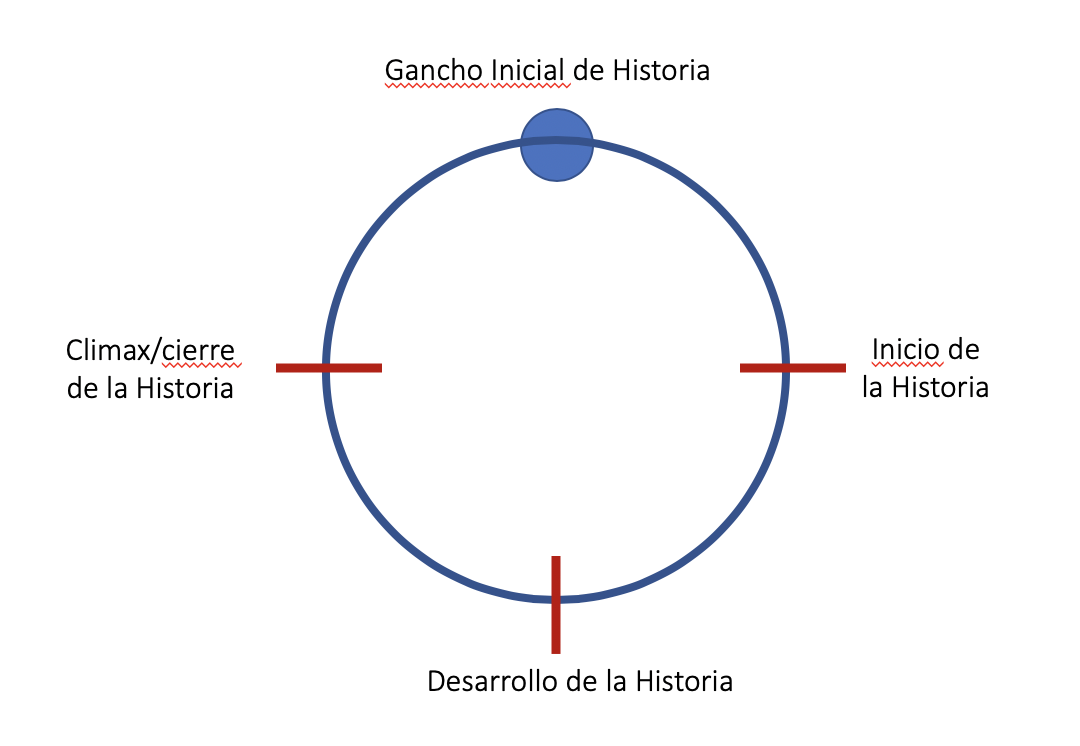 Gancho Inicial de Historia
Climax/cierre
de la Historia
Inicio de
la Historia
Desarrollo de la Historia